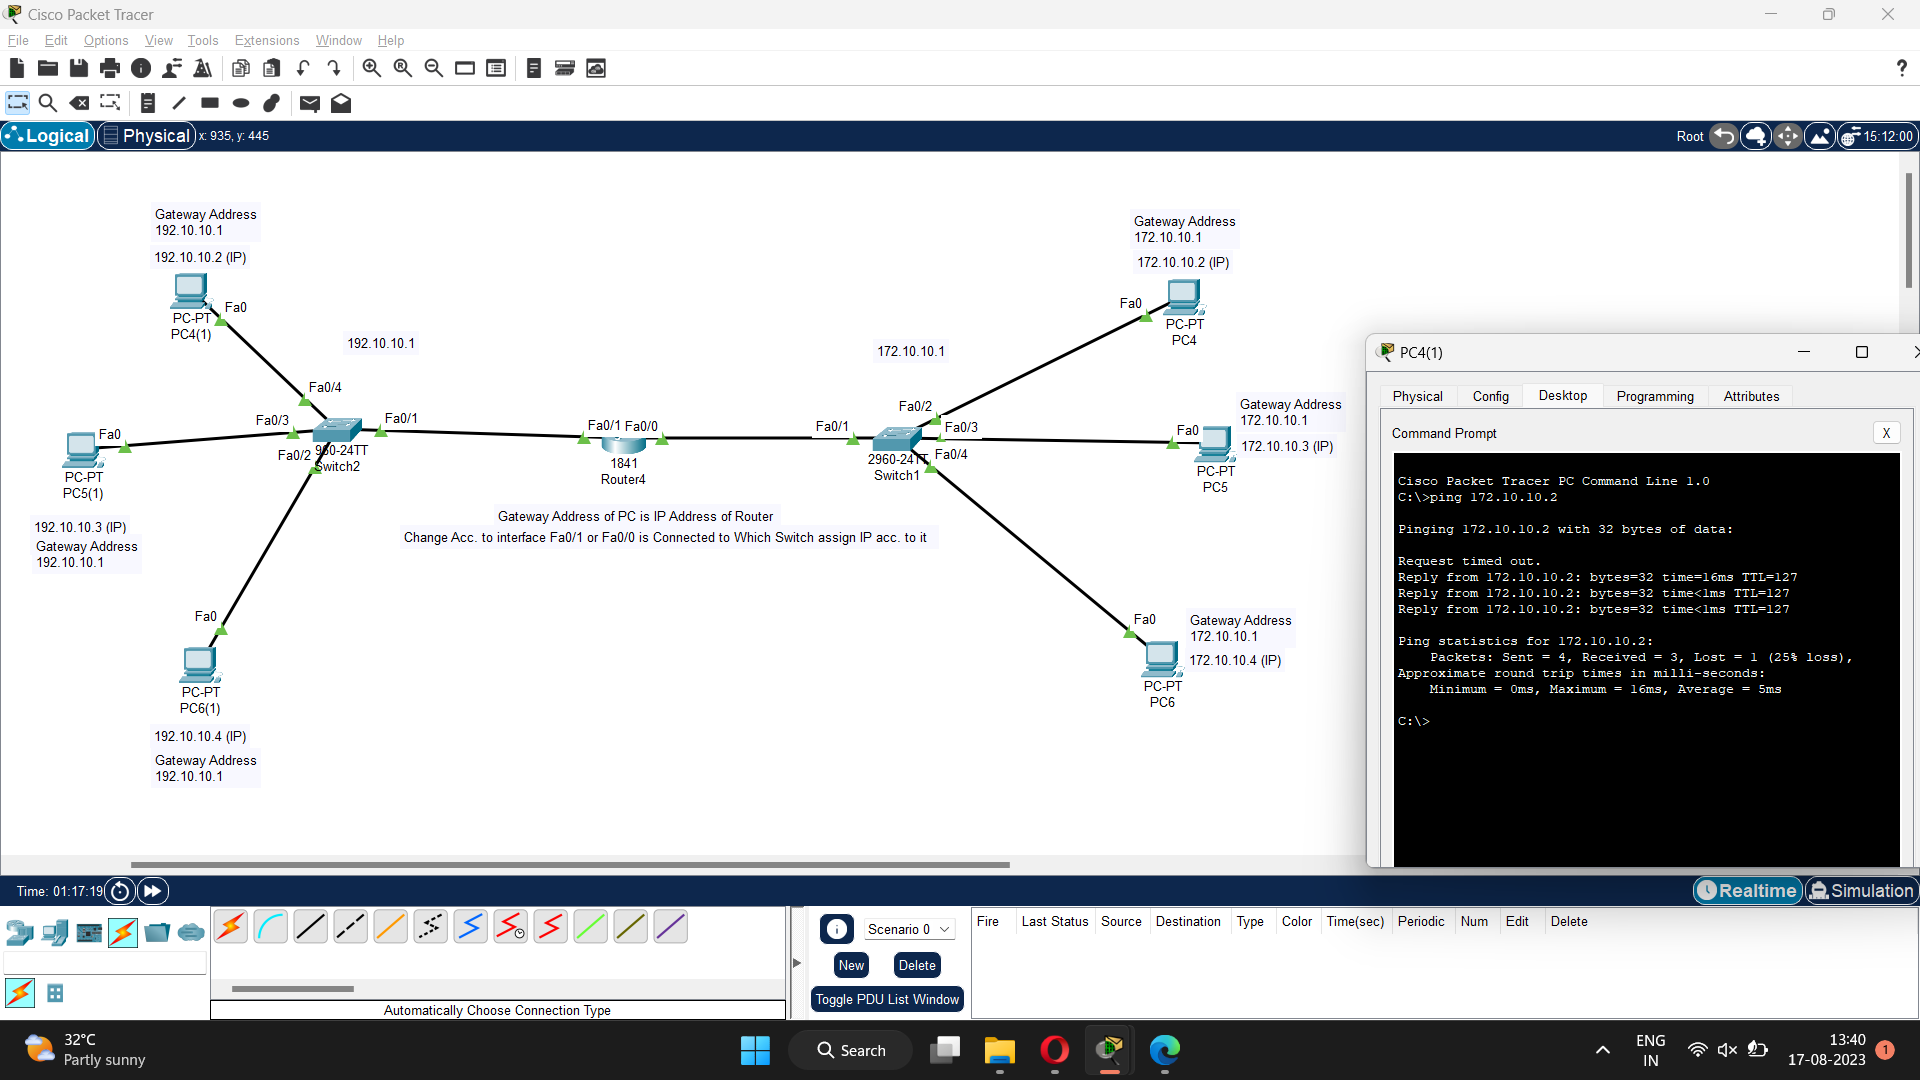 Cisco Packet Tracer
File Edit Options View Tools Extensions Window Help
?
Logical Physical x: 935, y: 445 Root 15:12:00
Gateway Address
192.10.10.1
192.10.10.2 (IP)
Fa0
PC-PT
PC4(1)
192.10.10.1
Fa0/4
Fa0/3
Fa0/1
Fa0
Fa0/2
960-24TT
Switch2
PC-PT
PC5(1)
192.10.10.3 (IP)
Gateway Address
192.10.10.1
Fa0
PC-PT
PC6(1)
192.10.10.4 (IP)
Gateway Address
192.10.10.1
Fa0/1 Fa0/0
1841
Router4
Gateway Address of PC is IP Address of Router
Change Acc. to interface Fa0/1 or Fa0/0 is Connected to Which Switch assign IP acc. to it
Gateway Address
172.10.10.1
172.10.10.2 (IP)
Fa0
PC-PT
PC4
172.10.10.1
Fa0/2
Fa0/1
Fa0/3
Fa0/4
2960-24TT
Switch1
Gateway Address
172.10.10.1
Fa0
172.10.10.3 (IP)
PC-PT
PC5
Fa0
Gateway Address
172.10.10.1
172.10.10.4 (IP)
PC-PT
PC6
PC4(1)
Physical Config Desktop Programming Attributes
Command Prompt X
Cisco Packet Tracer PC Command Line 1.0
C:\>ping 172.10.10.2
Pinging 172.10.10.2 with 32 bytes of data:
Request timed out.
Reply from 172.10.10.2: bytes=32 time=16ms TTL=127
Reply from 172.10.10.2: bytes=32 time<1ms TTL=127
Reply from 172.10.10.2: bytes=32 time<1ms TTL=127
Ping statistics for 172.10.10.2:
Packets: Sent = 4, Received = 3, Lost = 1 (25% loss),
Approximate round trip times in milli-seconds:
Minimum = 0ms, Maximum = 16ms, Average = 5ms
C:\>
Time: 01:17:19 Realtime Simulation
Scenario 0
New Delete
Toggle PDU List Window
Fire Last Status Source Destination Type Color Time(sec) Periodic Num Edit Delete
Automatically Choose Connection Type
32°C
Partly sunny
Search
ENG
IN
13:40
17-08-2023
1